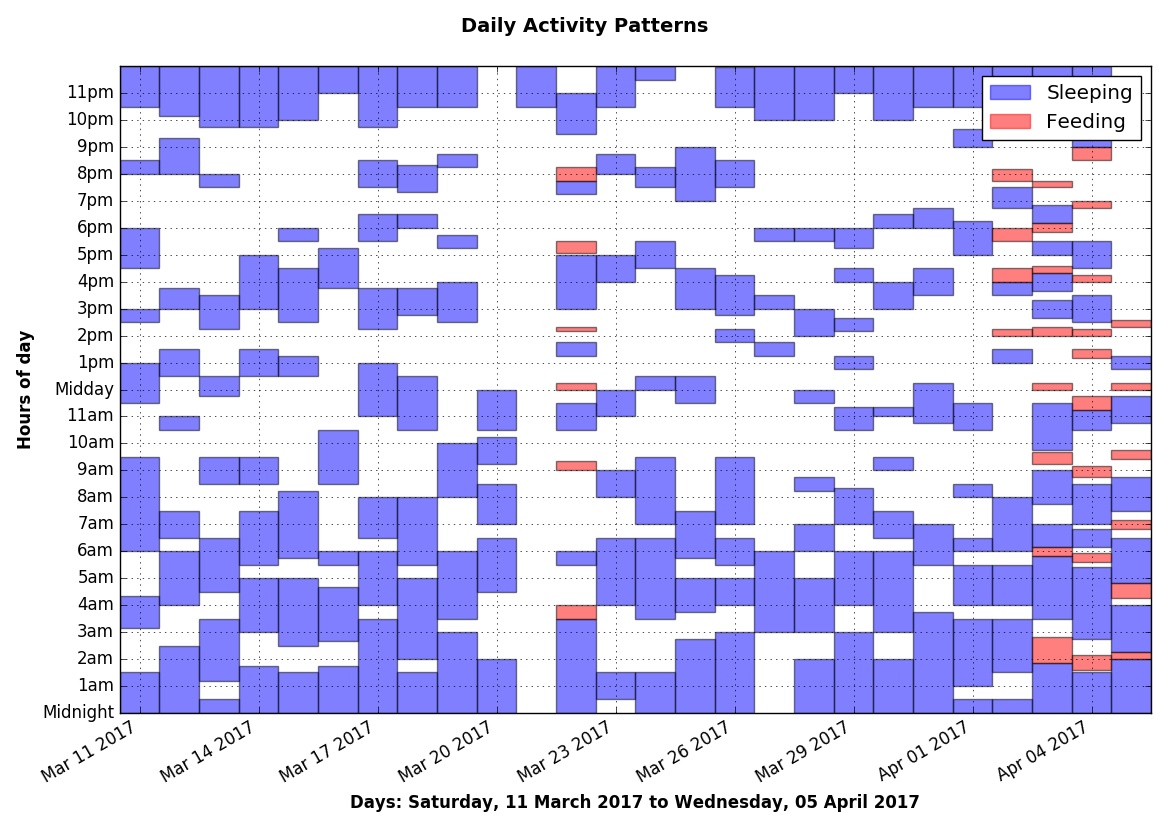 Daily Activity Patterns
Sleeping
Feeding
11pm
10pm
9pm
8pm
7pm
6pm
5pm
4pm
3pm
2pm
1pm
Midday
11am
10am
9am
8am
7am
6am
5am
4am
3am
2am
1am
Midnight
Hours of day
Mar 11 2017
Mar 14 2017
Mar 17 2017
Mar 20 2017
Mar 23 2017
Mar 26 2017
Mar 29 2017
Apr 01 2017
Apr 04 2017
Days: Saturday, 11 March 2017 to Wednesday, 05 April 2017